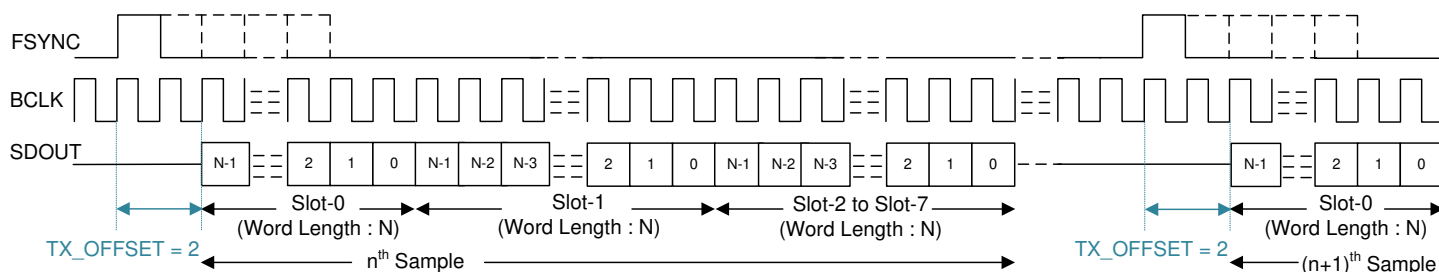 FSYNC
BCLK
SDOUT
N-1 2 1 0 N-1 N-2 N-3 2 1 0 N-1 N-2 N-3 2 1 0 N-1 2 1 0
Slot-0 Slot-1 Slot-2 to Slot-7 Slot-0
(Word Length : N) (Word Length : N) (Word Length : N) (Word Length : N)
TX_OFFSET = 2 TX_OFFSET = 2
nth Sample (n+1)th Sample